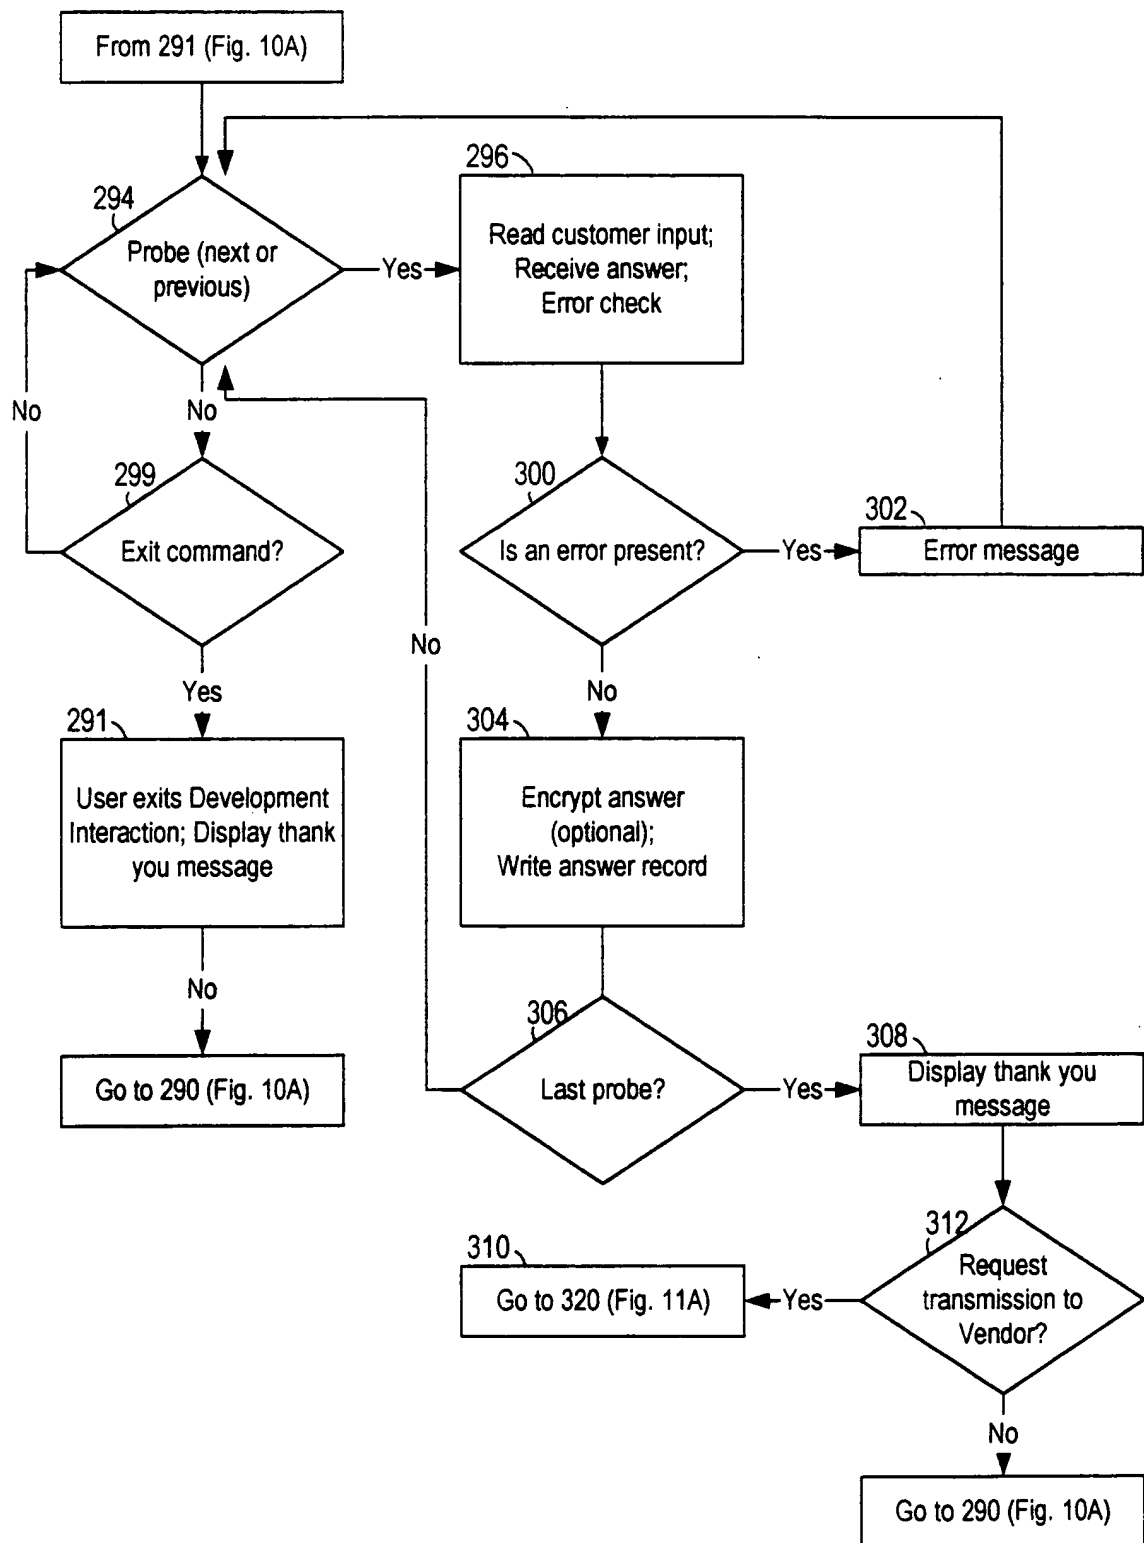 From 291 (Fig. 10A)
294
Probe (next or
previous)
Yes
296
Read customer input;
Receive answer;
Error check
No
No
299
Exit command?
300
Is an error present?
Yes
302
Error message
No
Yes
No
291
User exits Development
Interaction; Display thank
you message
304
Encrypt answer
(optional);
Write answer record
No
306
Last probe?
Yes
308
Display thank you
message
Go to 290 (Fig. 10A)
310
Go to 320 (Fig. 11A)
Yes
312
Request
transmission to
Vendor?
No
Go to 290 (Fig. 10A)